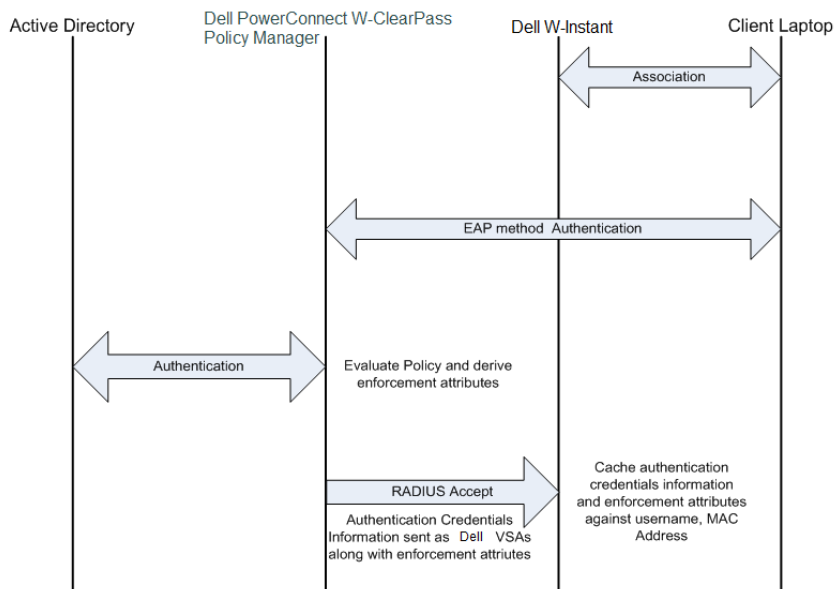 Active Directory
Dell PowerConnect W-ClearPass
Policy Manager
Dell W-Instant
Client Laptop
Association
EAP method Authentication
Authentication
Evaluate Policy and derive
enforcement attributes
RADIUS Accept
Authentication Credentials
Information sent as Dell VSAs
along with enforcement attriutes
Cache authentication
credentials information
and enforcement attributes
against username, MAC
Address